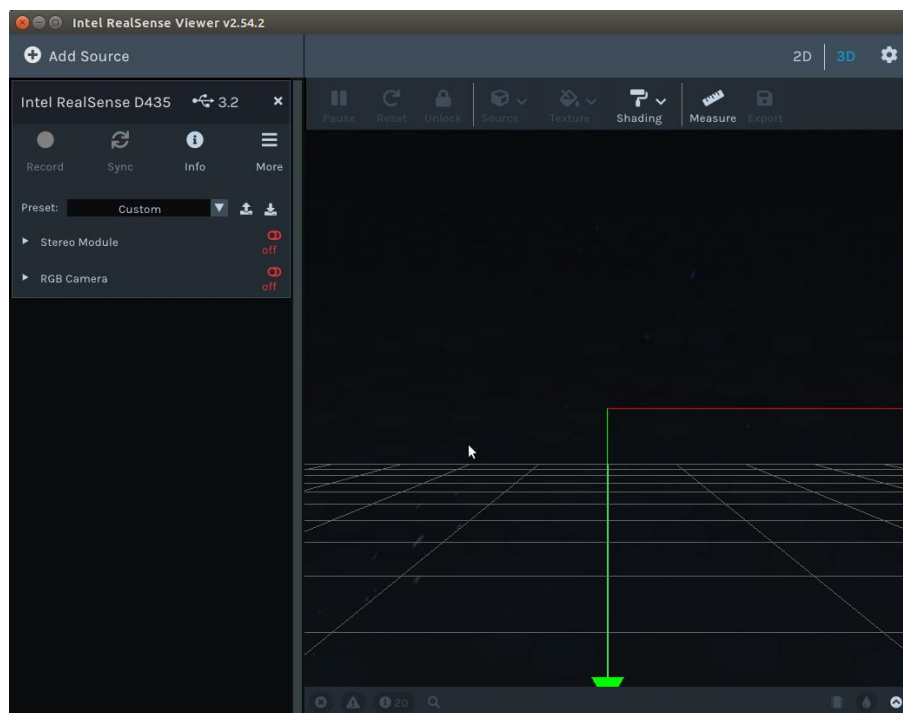 Intel RealSense Viewer v2.54.2
Add Source
2D 3D
Intel RealSense D435 3.2
Record Sync Info More
Preset: Custom
Stereo Module off
RGB Camera off
Pause Reset Unlock Source Texture Shading Measure Export
20